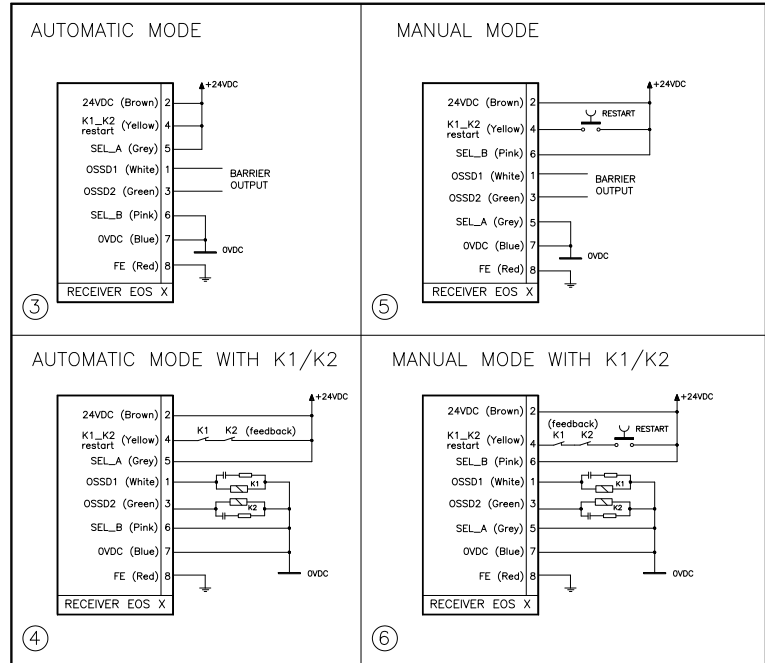 AUTOMATIC MODE
+24VDC
24VDC (Brown) 2
K1_K2
restart (Yellow) 4
SEL_A (Grey) 5
OSSD1 (White) 1
BARRIER
OUTPUT
OSSD2 (Green) 3
SEL_B (Pink) 6
0VDC (Blue) 7
0VDC
FE (Red) 8
RECEIVER EOS X
3
MANUAL MODE
+24VDC
24VDC (Brown) 2
RESTART
K1_K2
restart (Yellow) 4
SEL_B (Pink) 6
OSSD1 (White) 1
BARRIER
OUTPUT
OSSD2 (Green) 3
SEL_A (Grey) 5
0VDC (Blue) 7
0VDC
FE (Red) 8
RECEIVER EOS X
5
AUTOMATIC MODE WITH K1/K2
+24VDC
24VDC (Brown) 2
K1 K2 (feedback)
K1_K2
restart (Yellow) 4
SEL_A (Grey) 5
OSSD1 (White) 1
K1
OSSD2 (Green) 3
K2
SEL_B (Pink) 6
0VDC (Blue) 7
FE (Red) 8
0VDC
RECEIVER EOS X
4
MANUAL MODE WITH K1/K2
+24VDC
24VDC (Brown) 2
(feedback)
K1 K2
RESTART
K1_K2
restart (Yellow) 4
SEL_B (Pink) 6
OSSD1 (White) 1
K1
OSSD2 (Green) 3
K2
SEL_A (Grey) 5
0VDC (Blue) 7
FE (Red) 8
0VDC
RECEIVER EOS X
6